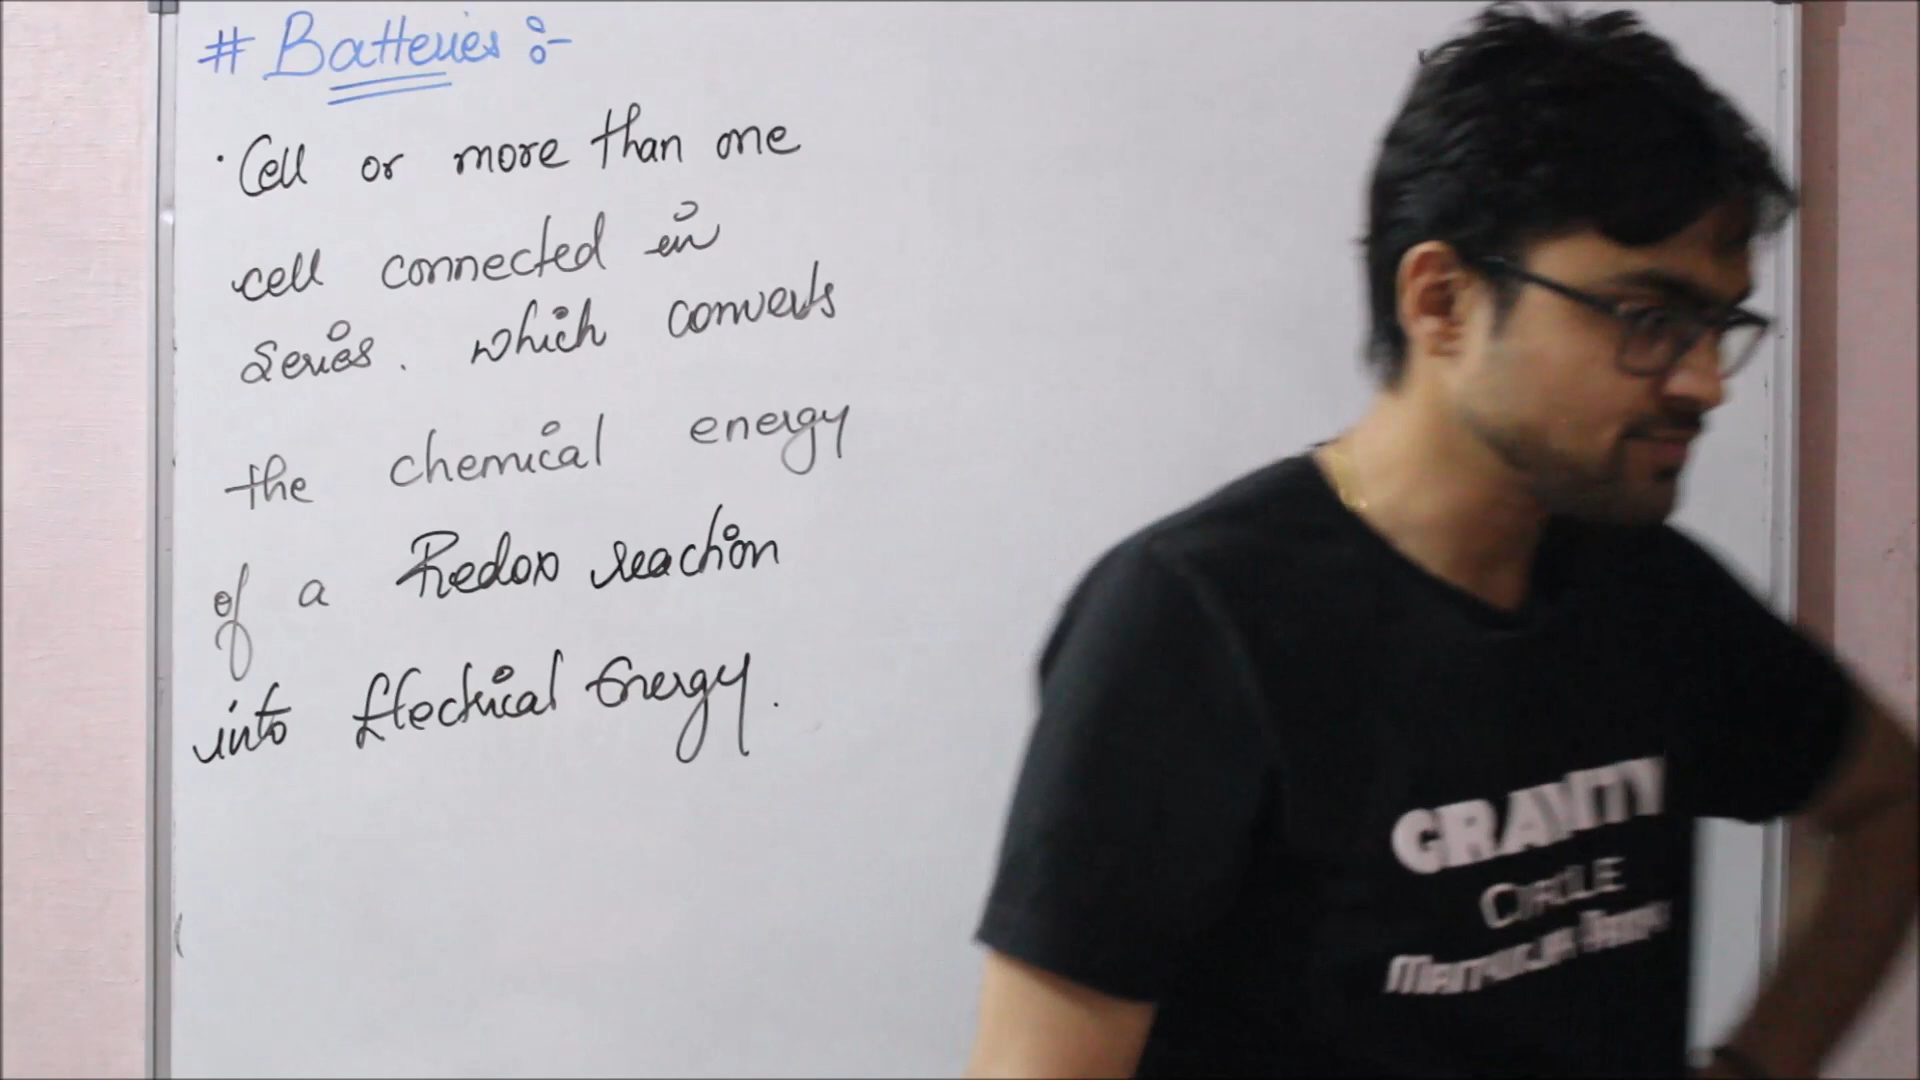 # Batteries :-
· Cell or more than one
cell connected in
Series. which converts
the chemical energy
of a Redox reaction
into Electrical Energy.
GRAVITY
CIRCLE